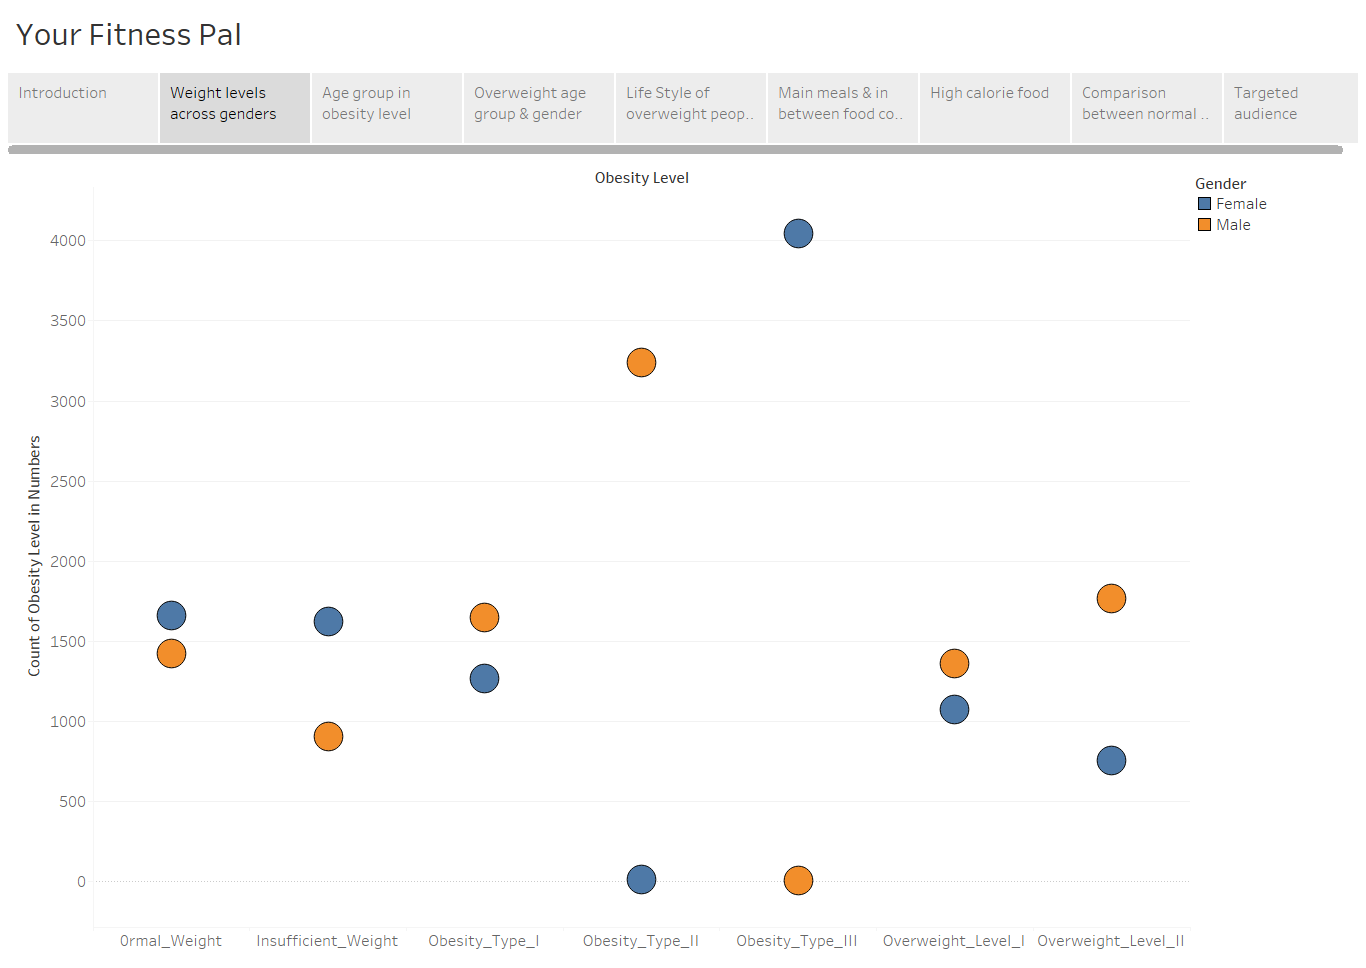 Your Fitness Pal
Introduction
Weight levels
across genders
Age group in
obesity level
Overweight age
group & gender
Life Style of
overweight peop..
Main meals & in
between food co..
High calorie food
Comparison
between normal ..
Targeted
audience
Obesity Level
Gender
Female
Male
Count of Obesity Level in Numbers
4000
3500
3000
2500
2000
1500
1000
500
0
0rmal_Weight
Insufficient_Weight
Obesity_Type_I
Obesity_Type_II
Obesity_Type_III
Overweight_Level_I
Overweight_Level_II